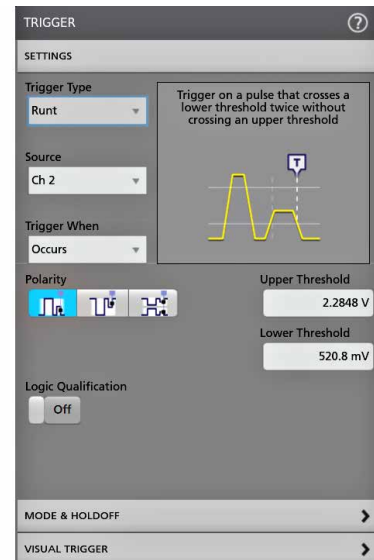 TRIGGER
?
SETTINGS
Trigger Type
Runt
Trigger on a pulse that crosses a
lower threshold twice without
crossing an upper threshold
T
Source
Ch 2
Trigger When
Occurs
Polarity
Upper Threshold
2.2848 V
Lower Threshold
520.8 mV
Logic Qualification
Off
MODE & HOLDOFF
VISUAL TRIGGER